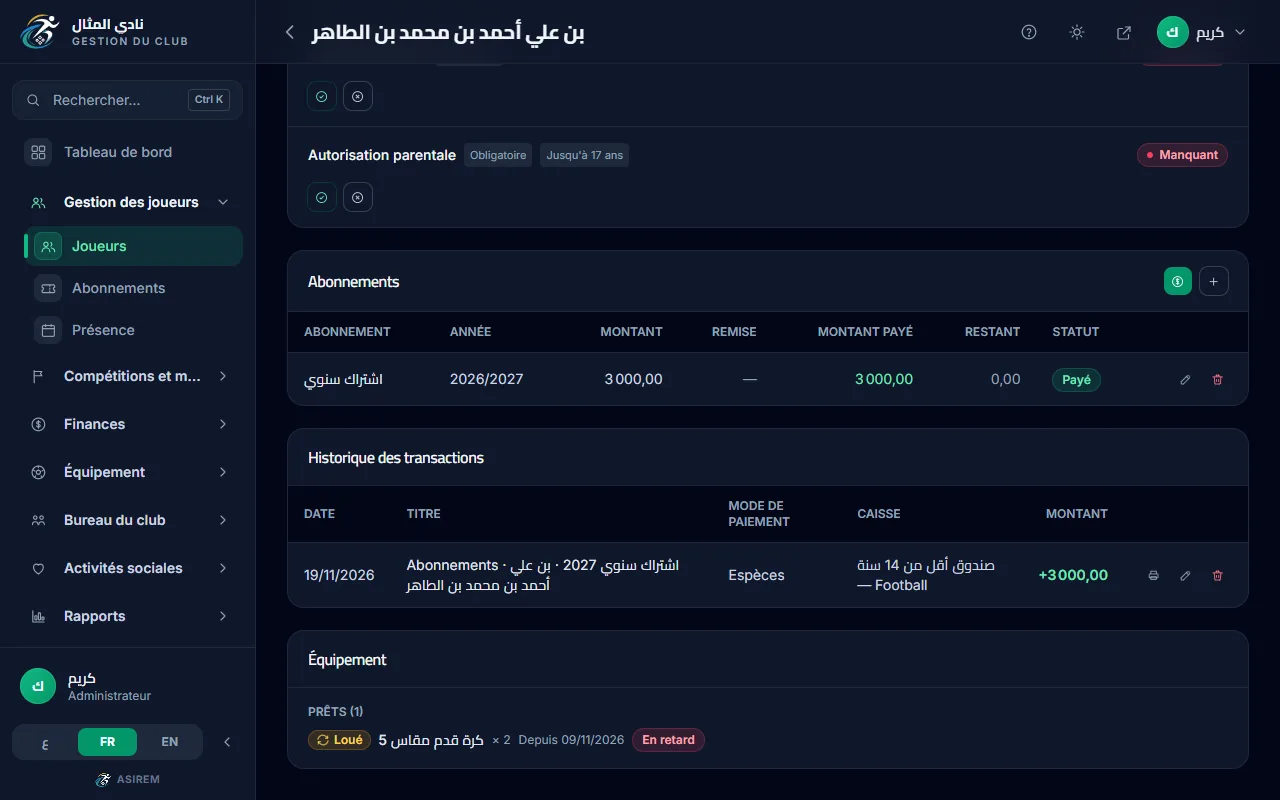 نادي المثال
GESTION DU CLUB
Rechercher...
Ctrl K
Tableau de bord
Gestion des joueurs
Joueurs
Abonnements
Présence
Compétitions et m...
Finances
Équipement
Bureau du club
Activités sociales
Rapports
ك
كريم
Administrateur
ع
FR
EN
ASIREM
بن علي أحمد بن محمد بن الطاهر
ك
كريم
Autorisation parentale
Obligatoire
Jusqu'à 17 ans
Manquant
Abonnements
ABONNEMENT ANNÉE MONTANT REMISE MONTANT PAYÉ RESTANT STATUT
اشتراك سنوي 2026/2027 3 000,00 — 3 000,00 0,00 Payé
Historique des transactions
DATE TITRE MODE DE PAIEMENT CAISSE MONTANT
19/11/2026
Abonnements · اشتراك سنوي 2027 · بن علي
أحمد بن محمد بن الطاهر
Espèces
صندوق أقل من 14 سنة
— Football
+3 000,00
Équipement
PRÊTS (1)
Loué كرة قدم مقاس 5 × 2 Depuis 09/11/2026 En retard